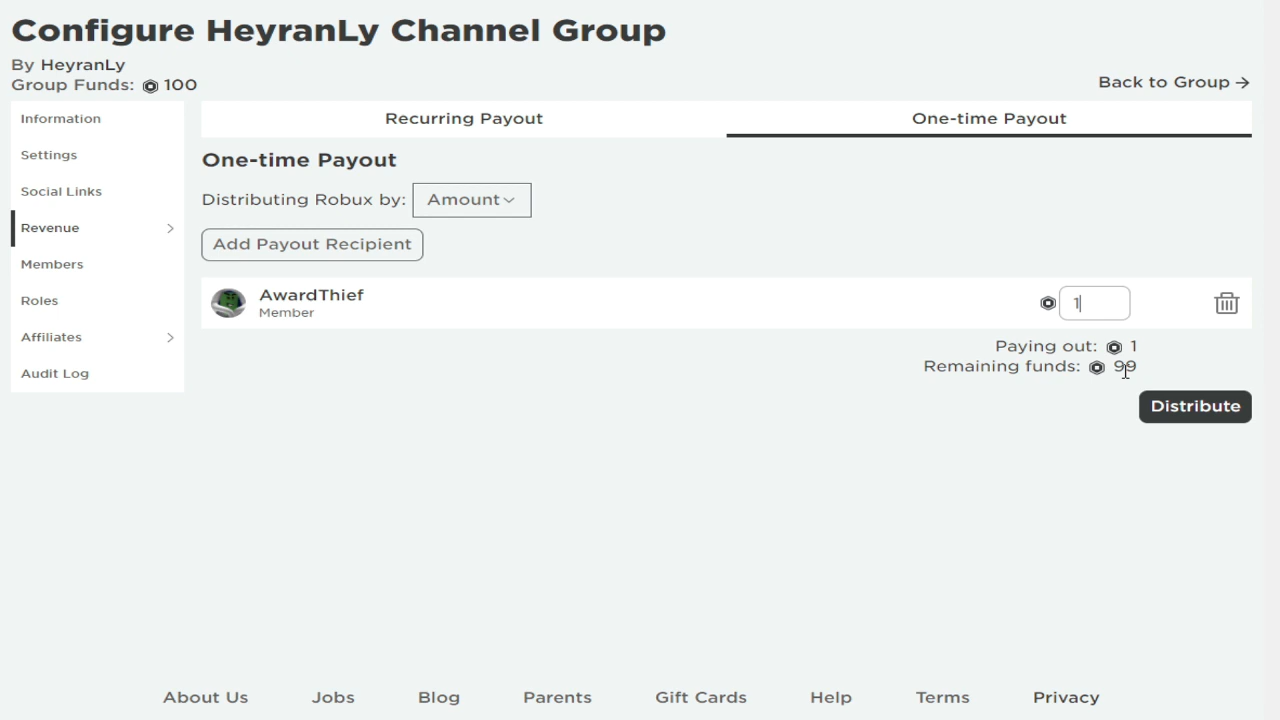 Configure HeyranLy Channel Group
By HeyranLy
Group Funds: 100
Back to Group →
Information
Settings
Social Links
Revenue
Members
Roles
Affiliates
Audit Log
Recurring Payout
One-time Payout
One-time Payout
Distributing Robux by: Amount
Add Payout Recipient
AwardThief
Member
1
Paying out: 1
Remaining funds: 99
Distribute
About Us Jobs Blog Parents Gift Cards Help Terms Privacy